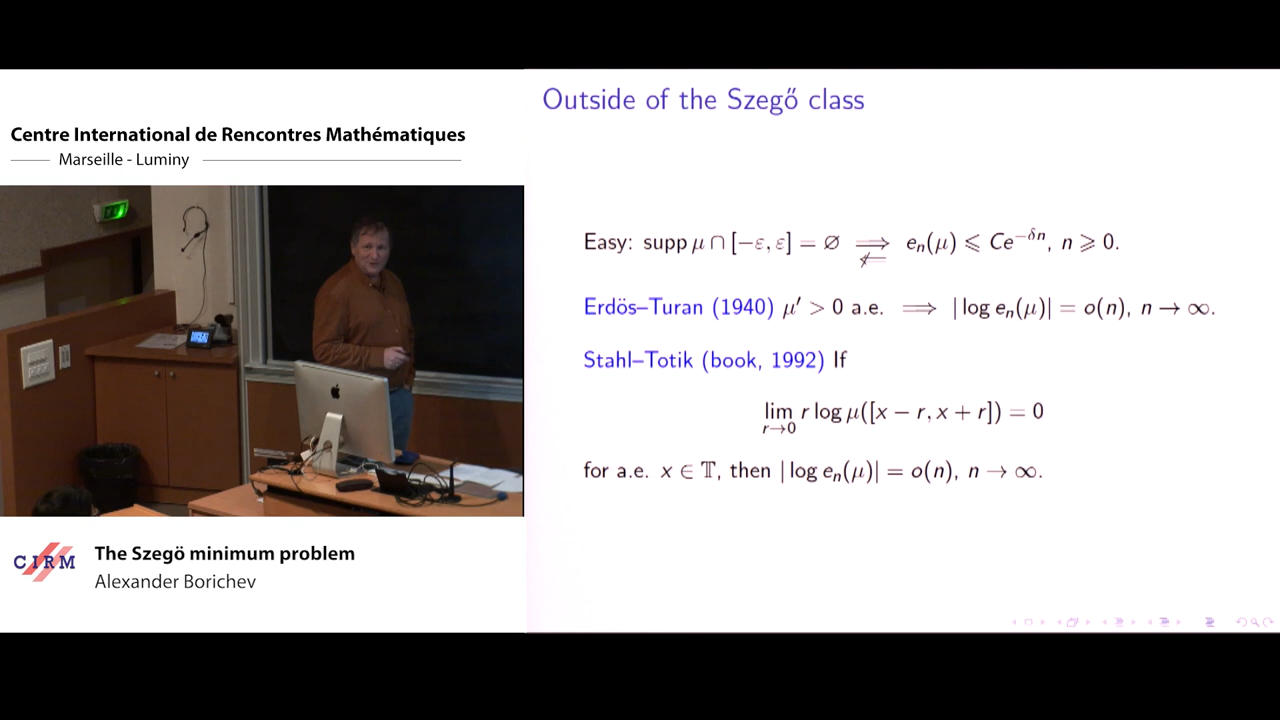 Outside of the Szegő class
Centre International de Rencontres Mathématiques
Marseille - Luminy
Easy: supp μ ∩ [−ε, ε] = ∅ ⟹ ⟸̸ eₙ(μ) ⩽ Ce^{−δn}, n ⩾ 0.
Erdös–Turan (1940) μ′ > 0 a.e. ⟹ | log eₙ(μ)| = o(n), n → ∞.
Stahl–Totik (book, 1992) If
lim_{r→0} r log μ([x − r, x + r]) = 0
for a.e. x ∈ 𝕋, then | log eₙ(μ)| = o(n), n → ∞.
CIRM
The Szegö minimum problem
Alexander Borichev